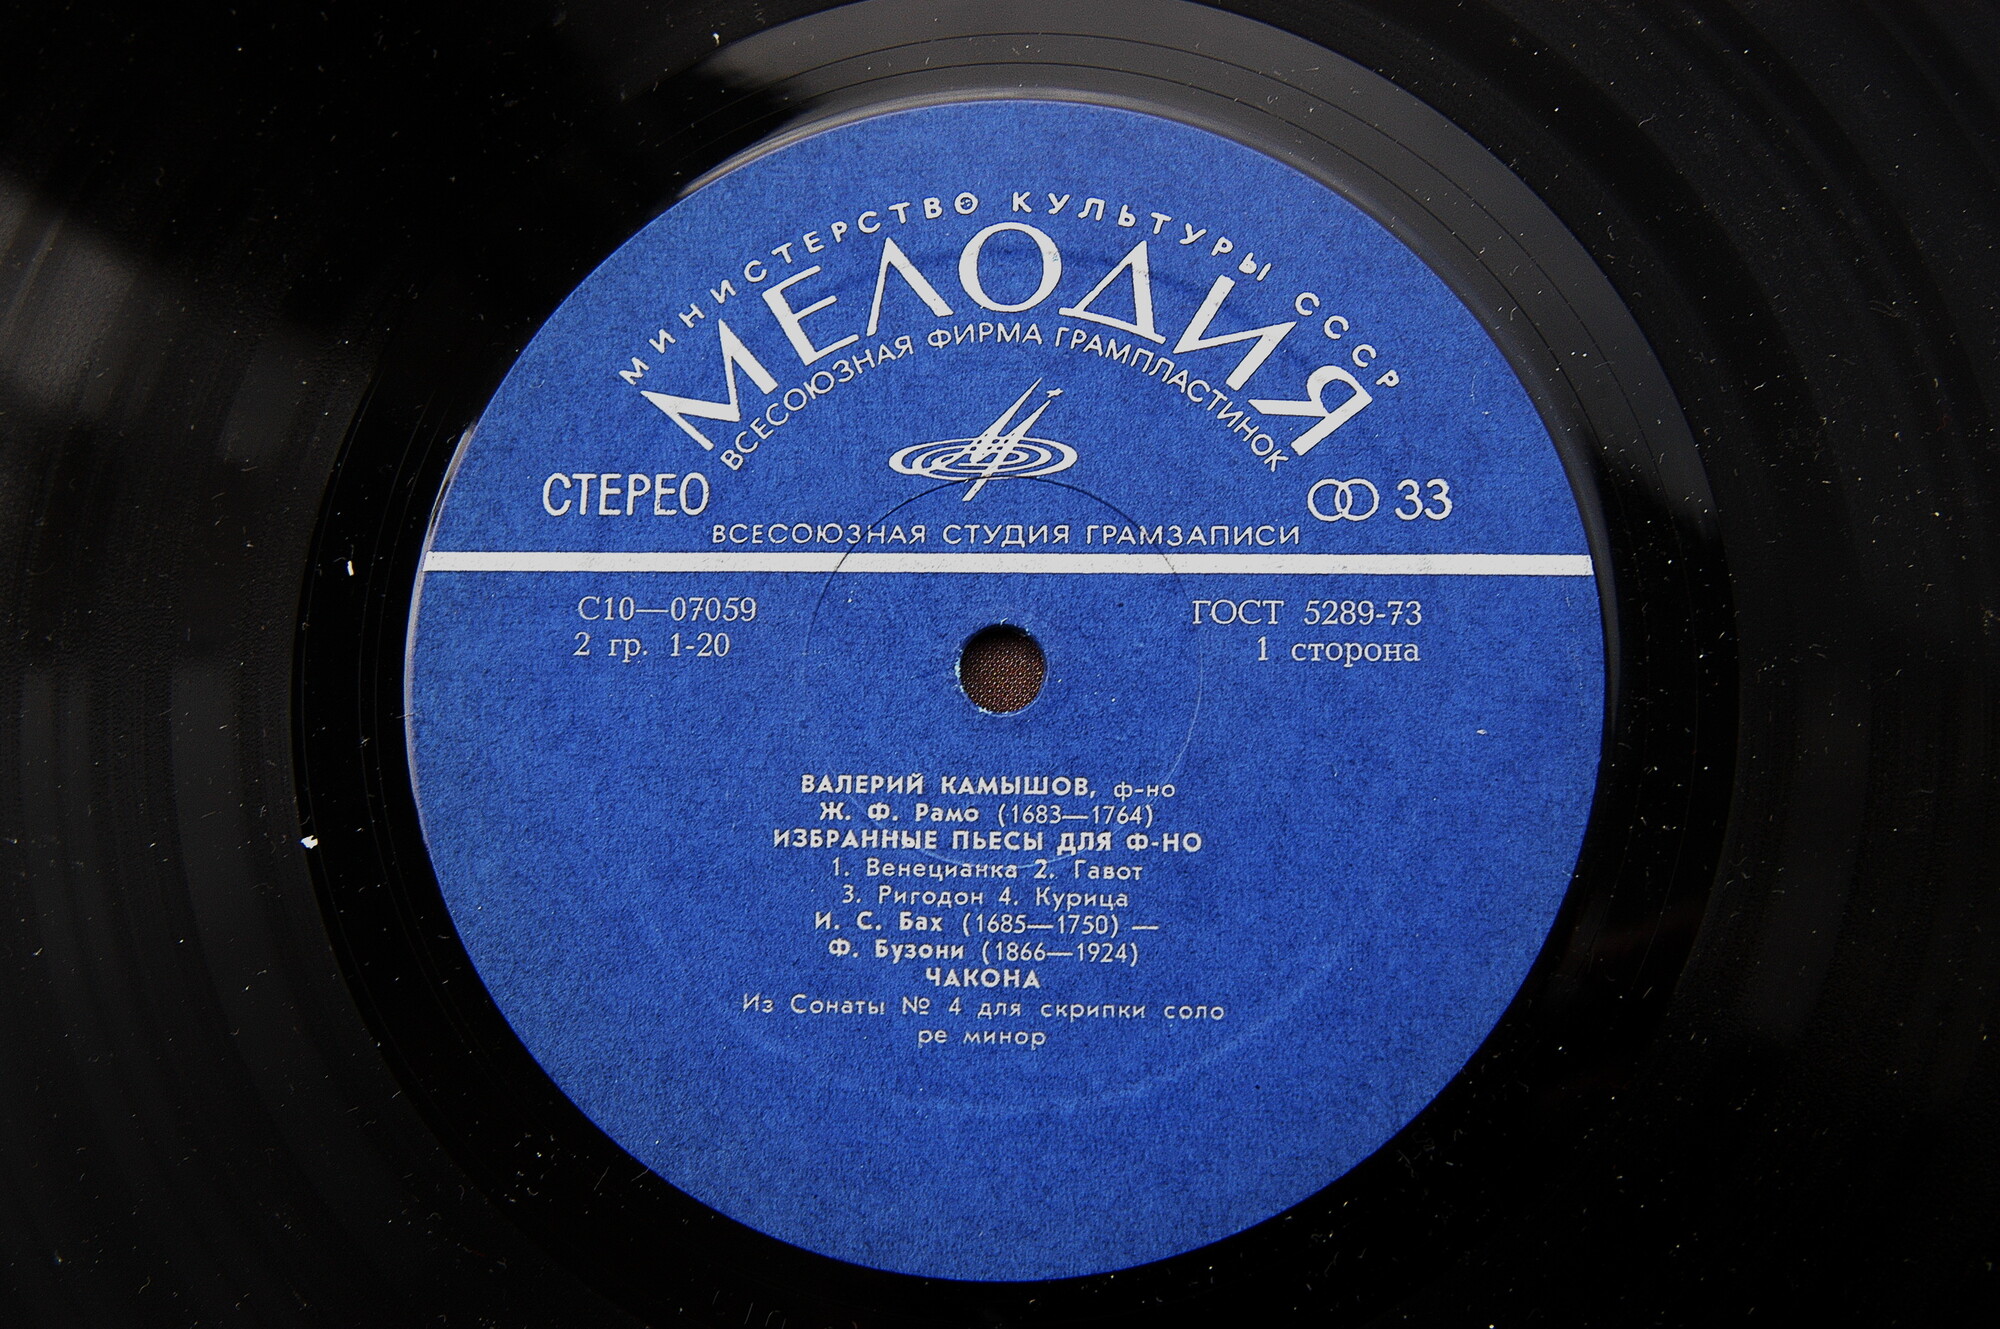 МИНИСТЕРСТВО КУЛЬТУРЫ СССР
МЕЛОДИЯ
ВСЕСОЮЗНАЯ ФИРМА ГРАМПЛАСТИНОК
СТЕРЕО
33
ВСЕСОЮЗНАЯ СТУДИЯ ГРАМЗАПИСИ
С10—07059
2 гр. 1-20
ГОСТ 5289-73
1 сторона
ВАЛЕРИЙ КАМЫШОВ, ф-но
Ж. Ф. Рамо (1683—1764)
ИЗБРАННЫЕ ПЬЕСЫ ДЛЯ Ф-НО
1. Венецианка 2. Гавот
3. Ригодон 4. Курица
И. С. Бах (1685—1750) —
Ф. Бузони (1866—1924)
ЧАКОНА
Из Сонаты № 4 для скрипки соло
ре минор